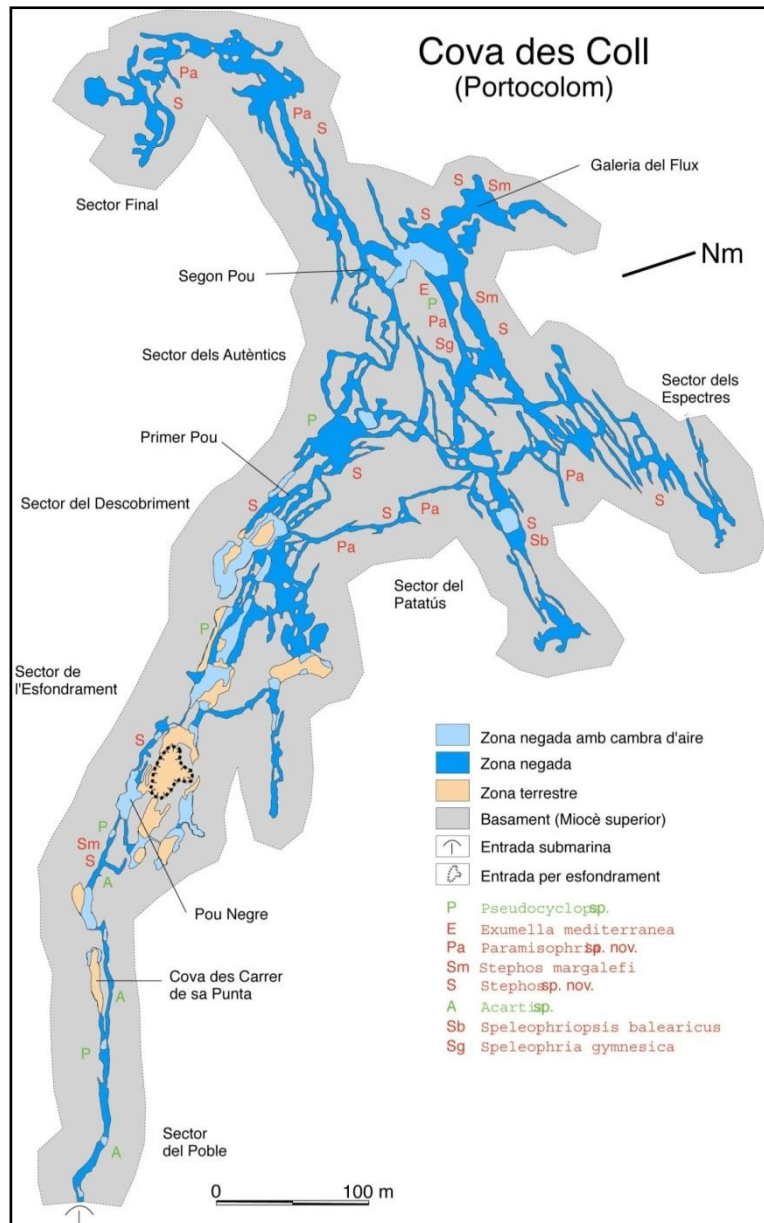 Cova des Coll
(Portocolom)
Pa
S
Pa
S
Galeria del Flux
S
Sm
S
Sector Final
Nm
Segon Pou
E
P
Pa
Sg
Sm
S
Sector dels Autèntics
Sector dels
Espectres
P
Primer Pou
S
Pa
S
Sector del Descobriment
S
S
Pa
S
Sb
Pa
Sector del
Patatús
P
Sector de
l'Esfondrament
S
Zona negada amb cambra d'aire
Zona negada
Zona terrestre
Basament (Miocè superior)
Entrada submarina
Entrada per esfondrament
P
Sm
S
A
Pou Negre
P Pseudocyclops sp.
E Exumella mediterranea
Pa Paramisophria sp. nov.
Sm Stephos margalefi
S Stephos sp. nov.
A Acartia sp.
Sb Speleophriopsis balearicus
Sg Speleophria gymnesica
Cova des Carrer
de sa Punta
A
P
Sector
del Poble
A
0 100 m